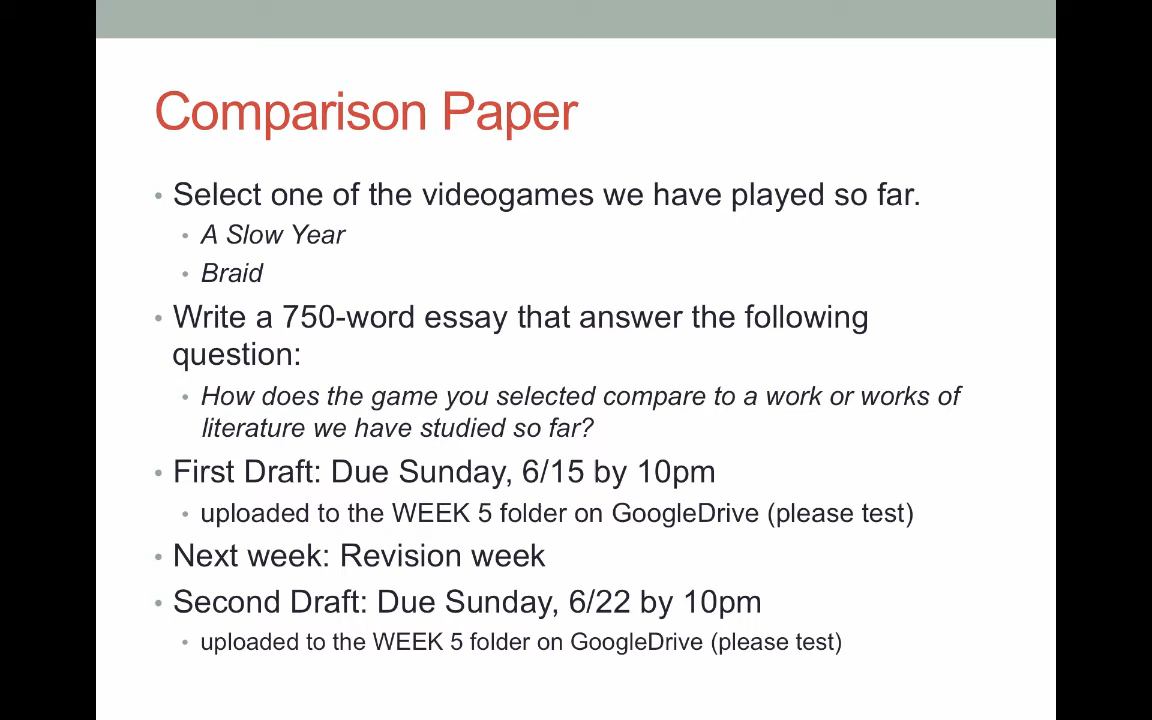 Comparison Paper
• Select one of the videogames we have played so far.
• A Slow Year
• Braid
• Write a 750-word essay that answer the following
question:
• How does the game you selected compare to a work or works of
literature we have studied so far?
• First Draft: Due Sunday, 6/15 by 10pm
• uploaded to the WEEK 5 folder on GoogleDrive (please test)
• Next week: Revision week
• Second Draft: Due Sunday, 6/22 by 10pm
• uploaded to the WEEK 5 folder on GoogleDrive (please test)